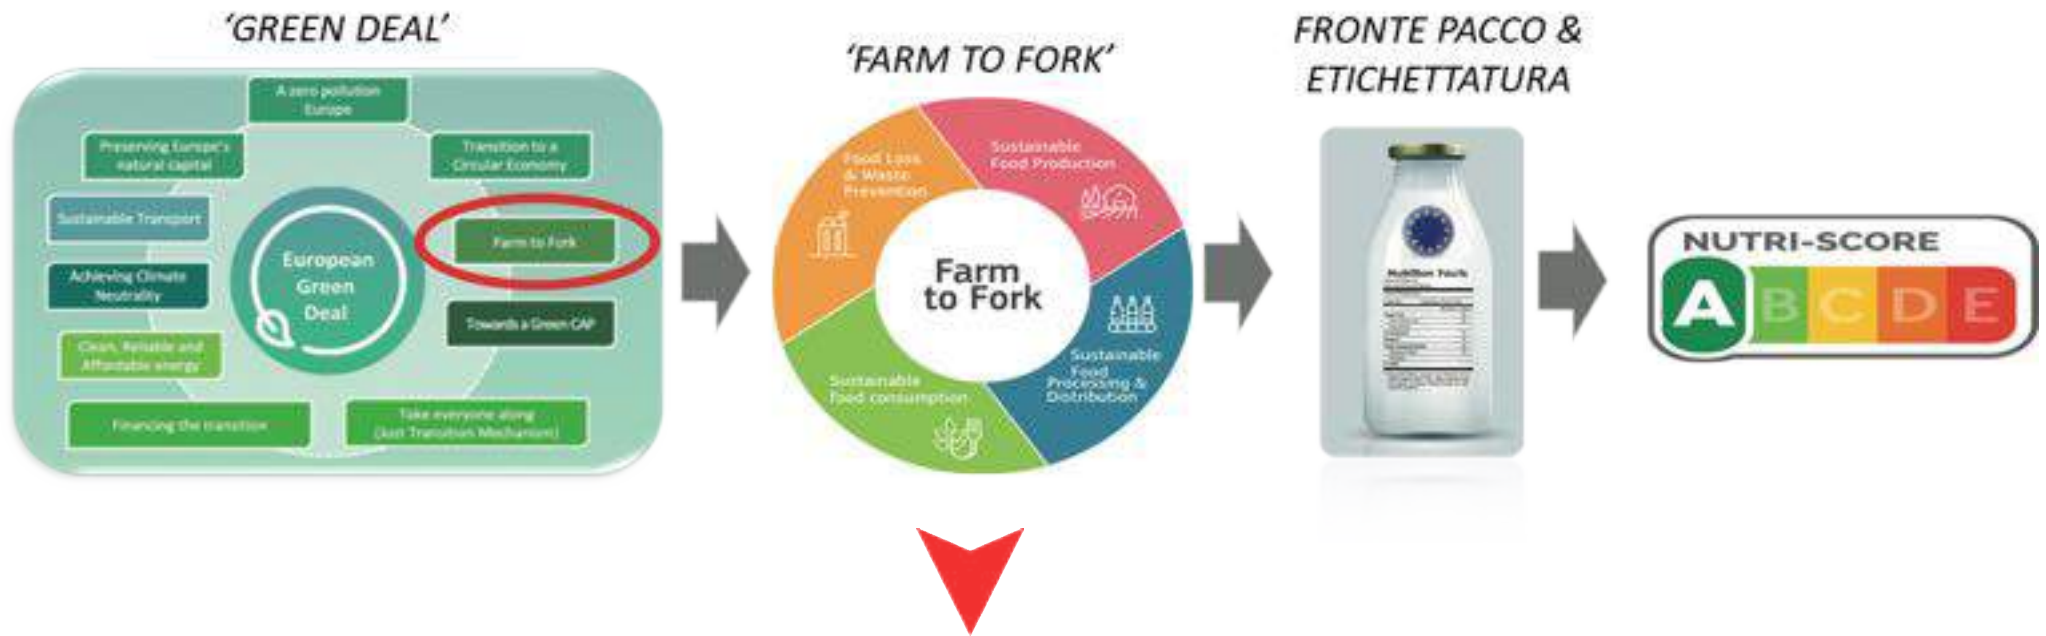 ‘GREEN DEAL’
A zero pollution
Europe
Preserving Europe's
natural capital
Transition to a
Circular Economy
Sustainable Transport
Farm to Fork
Achieving Climate
Neutrality
European
Green
Deal
Towards a Green CAP
Clean, Reliable and
Affordable energy
Financing the transition
Take everyone along
(Just Transition Mechanism)
‘FARM TO FORK’
Food Loss
& Waste
Prevention
Sustainable
Food Production
Farm
to Fork
Sustainable
Food
Processing &
Distribution
Sustainable
food consumption
FRONTE PACCO &
ETICHETTATURA
Nutrition Facts
NUTRI-SCORE
A B C D E